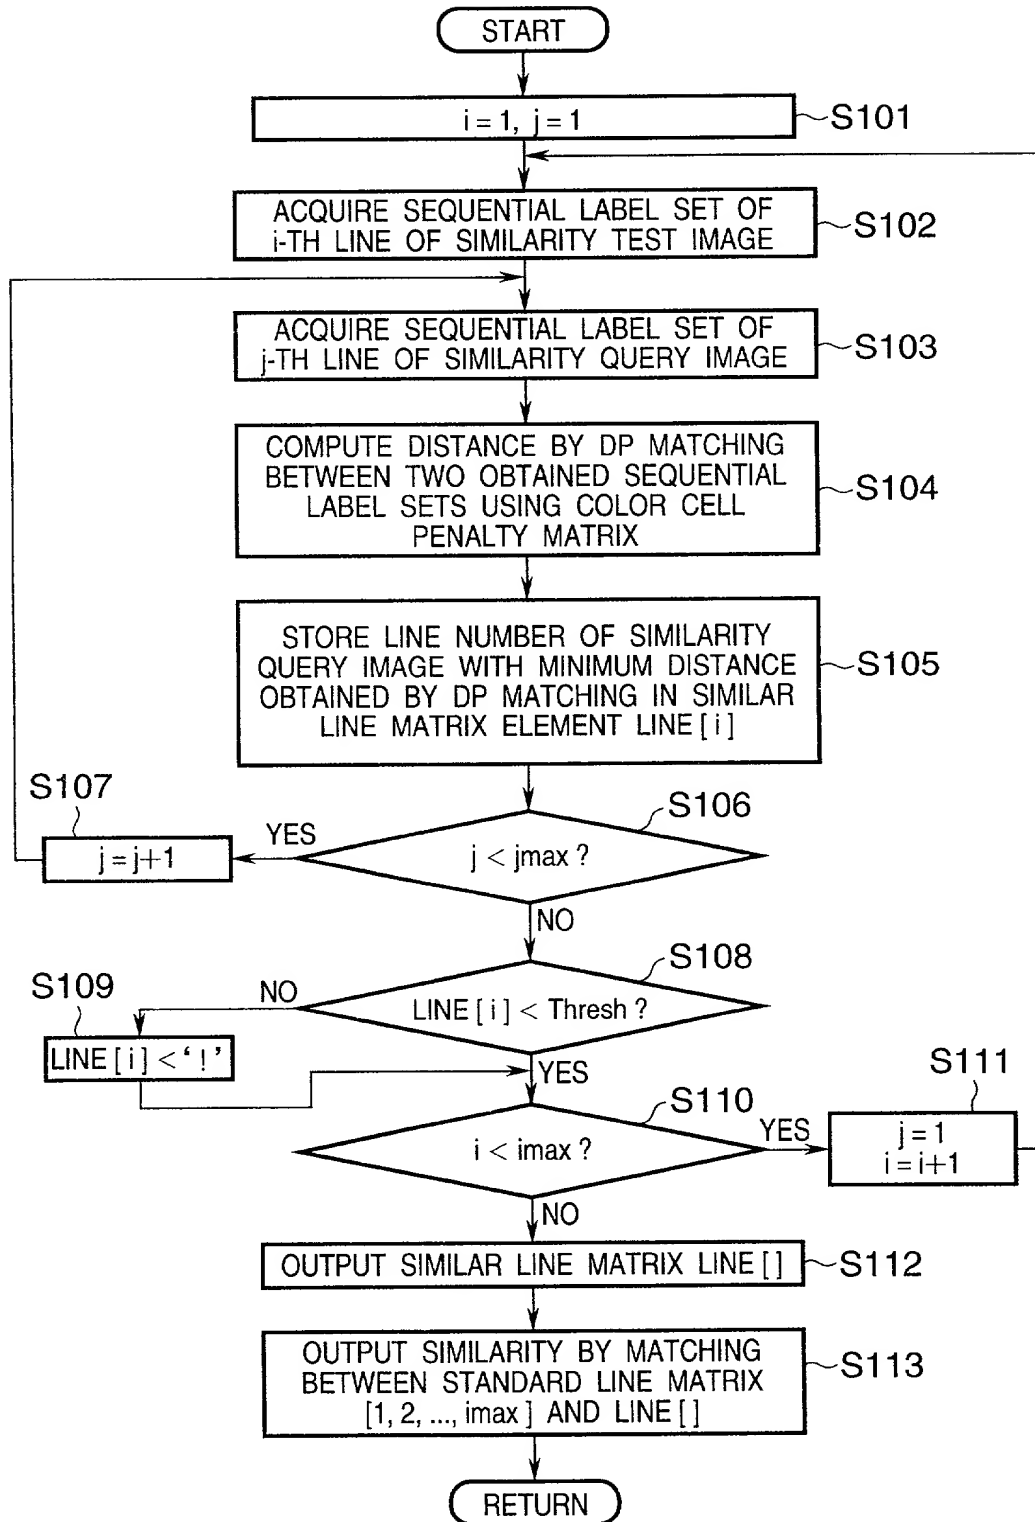 START
i = 1, j = 1
S101
ACQUIRE SEQUENTIAL LABEL SET OF
i-TH LINE OF SIMILARITY TEST IMAGE
S102
ACQUIRE SEQUENTIAL LABEL SET OF
j-TH LINE OF SIMILARITY QUERY IMAGE
S103
COMPUTE DISTANCE BY DP MATCHING
BETWEEN TWO OBTAINED SEQUENTIAL
LABEL SETS USING COLOR CELL
PENALTY MATRIX
S104
STORE LINE NUMBER OF SIMILARITY
QUERY IMAGE WITH MINIMUM DISTANCE
OBTAINED BY DP MATCHING IN SIMILAR
LINE MATRIX ELEMENT LINE [ i ]
S105
S106
j < jmax ?
YES
S107
j = j+1
NO
S108
LINE [ i ] < Thresh ?
NO
S109
LINE [ i ] < ‘ ! ’
YES
S110
i < imax ?
YES
S111
j = 1
i = i+1
NO
OUTPUT SIMILAR LINE MATRIX LINE [ ]
S112
OUTPUT SIMILARITY BY MATCHING
BETWEEN STANDARD LINE MATRIX
[1, 2, ..., imax ] AND LINE [ ]
S113
RETURN